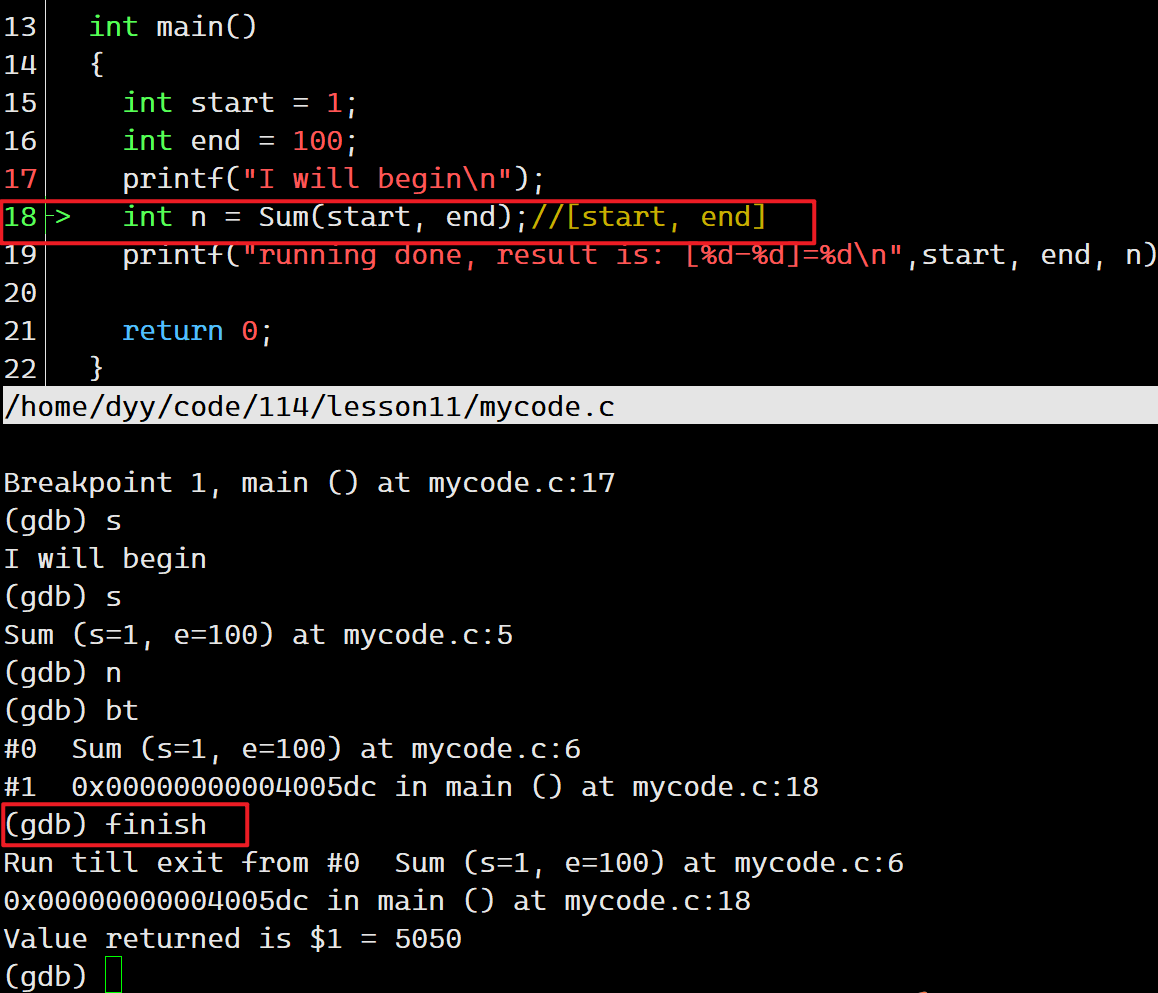 13 int main()
14 {
15 int start = 1;
16 int end = 100;
17 printf("I will begin\n");
18 -> int n = Sum(start, end);//[start, end]
19 printf("running done, result is: [%d-%d]=%d\n",start, end, n)
20
21 return 0;
22 }
/home/dyy/code/114/lesson11/mycode.c
Breakpoint 1, main () at mycode.c:17
(gdb) s
I will begin
(gdb) s
Sum (s=1, e=100) at mycode.c:5
(gdb) n
(gdb) bt
#0 Sum (s=1, e=100) at mycode.c:6
#1 0x00000000004005dc in main () at mycode.c:18
(gdb) finish
Run till exit from #0 Sum (s=1, e=100) at mycode.c:6
0x00000000004005dc in main () at mycode.c:18
Value returned is $1 = 5050
(gdb)